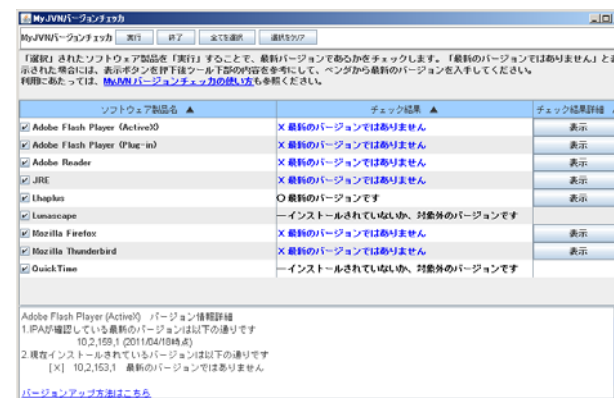 MyJVNバージョンチェッカ
MyJVNバージョンチェッカ 実行 終了 全てを選択 選択をクリア
「選択」されたソフトウェア製品を「実行」することで、最新バージョンであるかをチェックします。「最新のバージョンではありません」と表
示された場合には、表示ボタンを押下後ツール下部の内容を参考にして、ベンダから最新のバージョンを入手してください。
利用にあたっては、MyJVN バージョンチェッカの使い方も参照ください。
ソフトウェア製品名 ▲ チェック結果 ▲ チェック結果詳細
Adobe Flash Player (ActiveX) X 最新のバージョンではありません 表示
Adobe Flash Player (Plug-in) X 最新のバージョンではありません 表示
Adobe Reader X 最新のバージョンではありません 表示
JRE X 最新のバージョンではありません 表示
Lhaplus O 最新のバージョンです 表示
Lunascape ーインストールされていないか、対象外のバージョンです
Mozilla Firefox X 最新のバージョンではありません 表示
Mozilla Thunderbird X 最新のバージョンではありません 表示
QuickTime ーインストールされていないか、対象外のバージョンです
Adobe Flash Player (ActiveX) バージョン情報詳細
1.IPAが確認している最新のバージョンは以下の通りです
10,2,159,1 (2011/04/18時点)
2.現在インストールされているバージョンは以下の通りです
[×] 10,2,153,1 最新のバージョンではありません
バージョンアップ方法はこちら